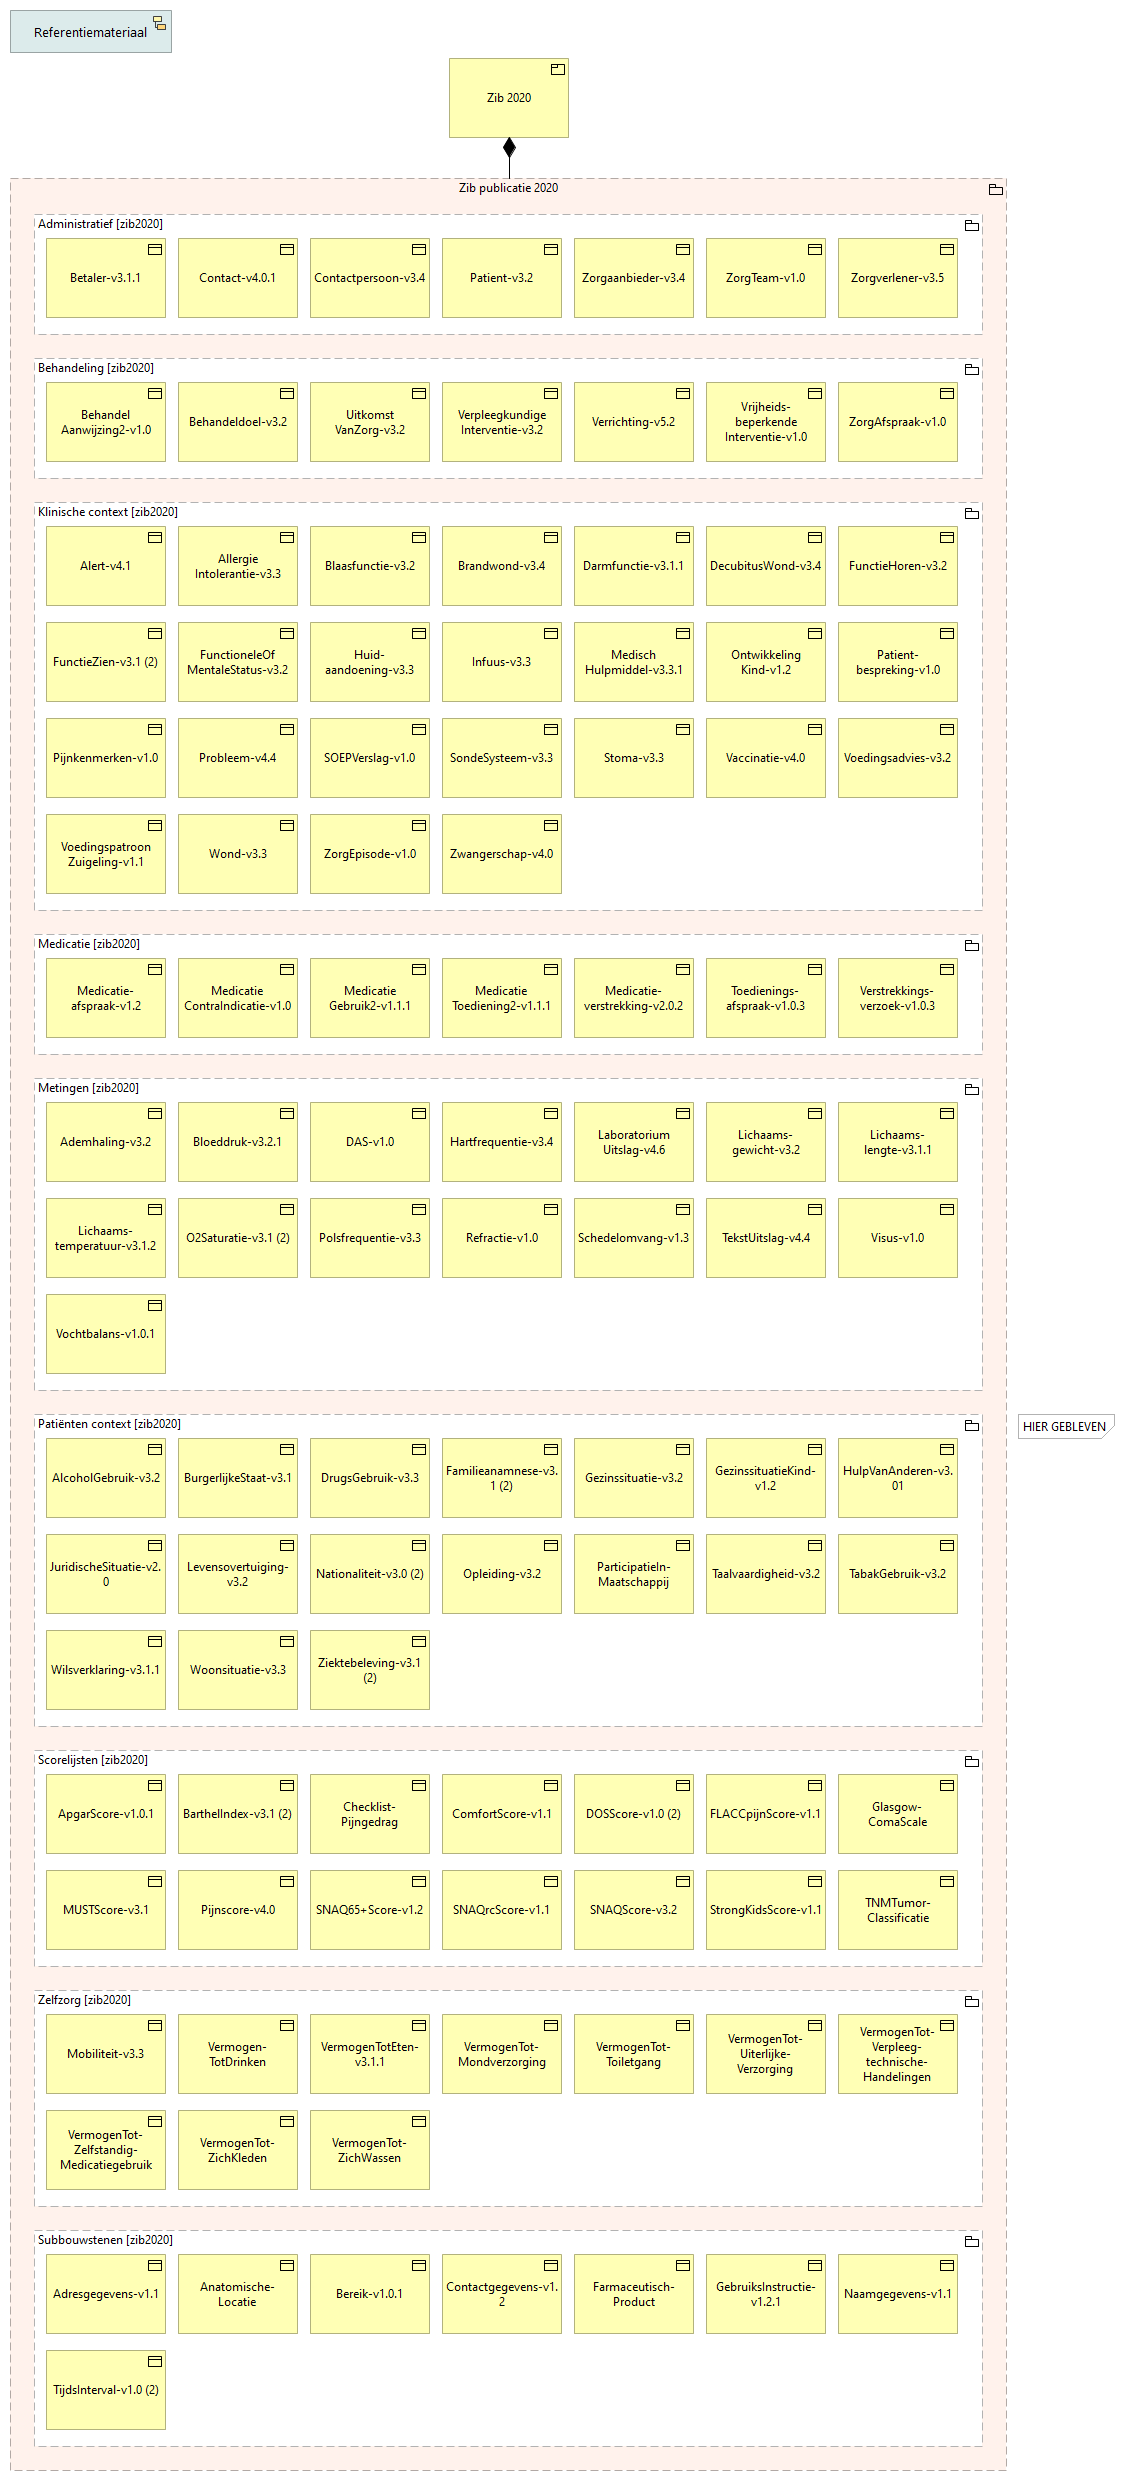 Referentiemateriaal
Zib 2020
Zib publicatie 2020
Administratief [zib2020]
Betaler-v3.1.1
Contact-v4.0.1
Contactpersoon-v3.4
Patient-v3.2
Zorgaanbieder-v3.4
ZorgTeam-v1.0
Zorgverlener-v3.5
Behandeling [zib2020]
Behandel
Aanwijzing2-v1.0
Behandeldoel-v3.2
Uitkomst
VanZorg-v3.2
Verpleegkundige
Interventie-v3.2
Verrichting-v5.2
Vrijheids-
beperkende
Interventie-v1.0
ZorgAfspraak-v1.0
Klinische context [zib2020]
Alert-v4.1
Allergie
Intolerantie-v3.3
Blaasfunctie-v3.2
Brandwond-v3.4
Darmfunctie-v3.1.1
DecubitusWond-v3.4
FunctieHoren-v3.2
FunctieZien-v3.1 (2)
FunctioneleOf
MentaleStatus-v3.2
Huid-
aandoening-v3.3
Infuus-v3.3
Medisch
Hulpmiddel-v3.3.1
Ontwikkeling
Kind-v1.2
Patient-
bespreking-v1.0
Pijnkenmerken-v1.0
Probleem-v4.4
SOEPVerslag-v1.0
SondeSysteem-v3.3
Stoma-v3.3
Vaccinatie-v4.0
Voedingsadvies-v3.2
Voedingspatroon
Zuigeling-v1.1
Wond-v3.3
ZorgEpisode-v1.0
Zwangerschap-v4.0
Medicatie [zib2020]
Medicatie-
afspraak-v1.2
Medicatie
ContraIndicatie-v1.0
Medicatie
Gebruik2-v1.1.1
Medicatie
Toediening2-v1.1.1
Medicatie-
verstrekking-v2.0.2
Toedienings-
afspraak-v1.0.3
Verstrekkings-
verzoek-v1.0.3
Metingen [zib2020]
Ademhaling-v3.2
Bloeddruk-v3.2.1
DAS-v1.0
Hartfrequentie-v3.4
Laboratorium
Uitslag-v4.6
Lichaams-
gewicht-v3.2
Lichaams-
lengte-v3.1.1
Lichaams-
temperatuur-v3.1.2
O2Saturatie-v3.1 (2)
Polsfrequentie-v3.3
Refractie-v1.0
Schedelomvang-v1.3
TekstUitslag-v4.4
Visus-v1.0
Vochtbalans-v1.0.1
Patiënten context [zib2020]
HIER GEBLEVEN
AlcoholGebruik-v3.2
BurgerlijkeStaat-v3.1
DrugsGebruik-v3.3
Familieanamnese-v3.
1 (2)
Gezinssituatie-v3.2
GezinssituatieKind-
v1.2
HulpVanAnderen-v3.
01
JuridischeSituatie-v2.
0
Levensovertuiging-
v3.2
Nationaliteit-v3.0 (2)
Opleiding-v3.2
ParticipatieIn-
Maatschappij
Taalvaardigheid-v3.2
TabakGebruik-v3.2
Wilsverklaring-v3.1.1
Woonsituatie-v3.3
Ziektebeleving-v3.1
(2)
Scorelijsten [zib2020]
ApgarScore-v1.0.1
BarthelIndex-v3.1 (2)
Checklist-
Pijngedrag
ComfortScore-v1.1
DOSScore-v1.0 (2)
FLACCpijnScore-v1.1
Glasgow-
ComaScale
MUSTScore-v3.1
Pijnscore-v4.0
SNAQ65+Score-v1.2
SNAQrcScore-v1.1
SNAQScore-v3.2
StrongKidsScore-v1.1
TNMTumor-
Classificatie
Zelfzorg [zib2020]
Mobiliteit-v3.3
Vermogen-
TotDrinken
VermogenTotEten-
v3.1.1
VermogenTot-
Mondverzorging
VermogenTot-
Toiletgang
VermogenTot-
Uiterlijke-
Verzorging
VermogenTot-
Verpleeg-
technische-
Handelingen
VermogenTot-
Zelfstandig-
Medicatiegebruik
VermogenTot-
ZichKleden
VermogenTot-
ZichWassen
Subbouwstenen [zib2020]
Adresgegevens-v1.1
Anatomische-
Locatie
Bereik-v1.0.1
Contactgegevens-v1.
2
Farmaceutisch-
Product
GebruiksInstructie-
v1.2.1
Naamgegevens-v1.1
TijdsInterval-v1.0 (2)